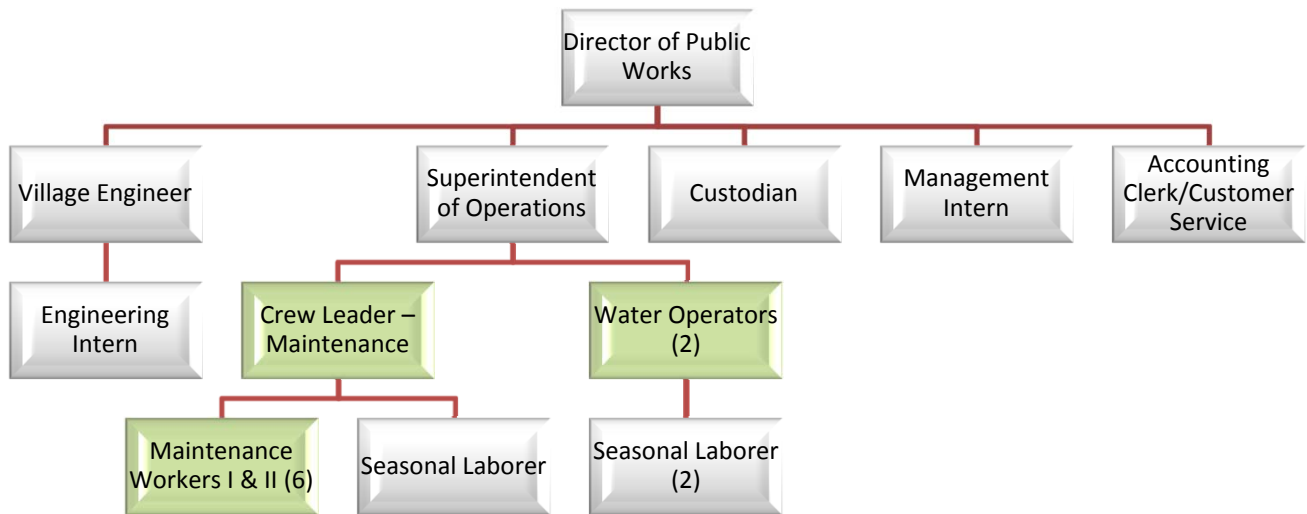 Director of Public
Works
Village Engineer
Superintendent
of Operations
Custodian
Management
Intern
Accounting
Clerk/Customer
Service
Engineering
Intern
Crew Leader –
Maintenance
Water Operators
(2)
Maintenance
Workers I & II (6)
Seasonal Laborer
Seasonal Laborer
(2)